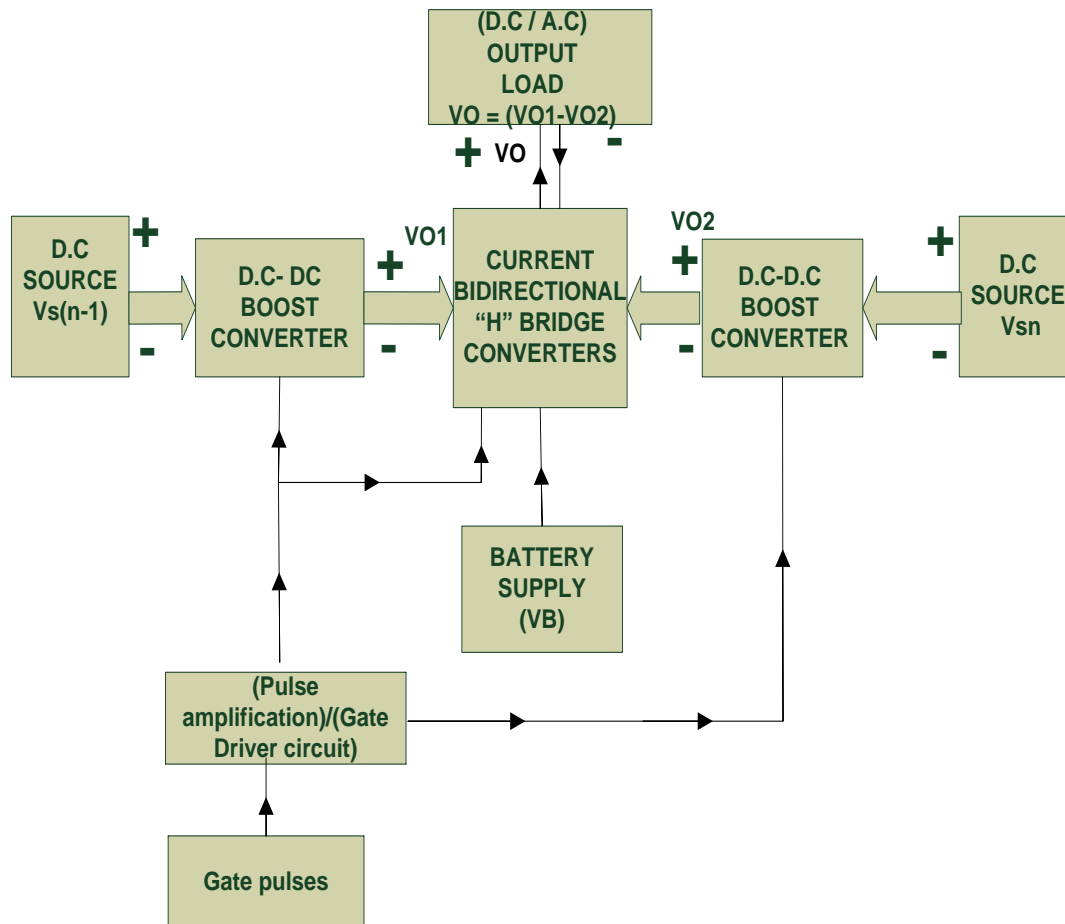 (D.C / A.C)
OUTPUT
LOAD
VO = (VO1-VO2)
+ VO -
D.C
SOURCE
Vs(n-1)
+
-
D.C- DC
BOOST
CONVERTER
VO1
+
-
CURRENT
BIDIRECTIONAL
“H” BRIDGE
CONVERTERS
VO2
+
-
D.C-D.C
BOOST
CONVERTER
+
-
D.C
SOURCE
Vsn
BATTERY
SUPPLY
(VB)
(Pulse
amplification)/(Gate
Driver circuit)
Gate pulses